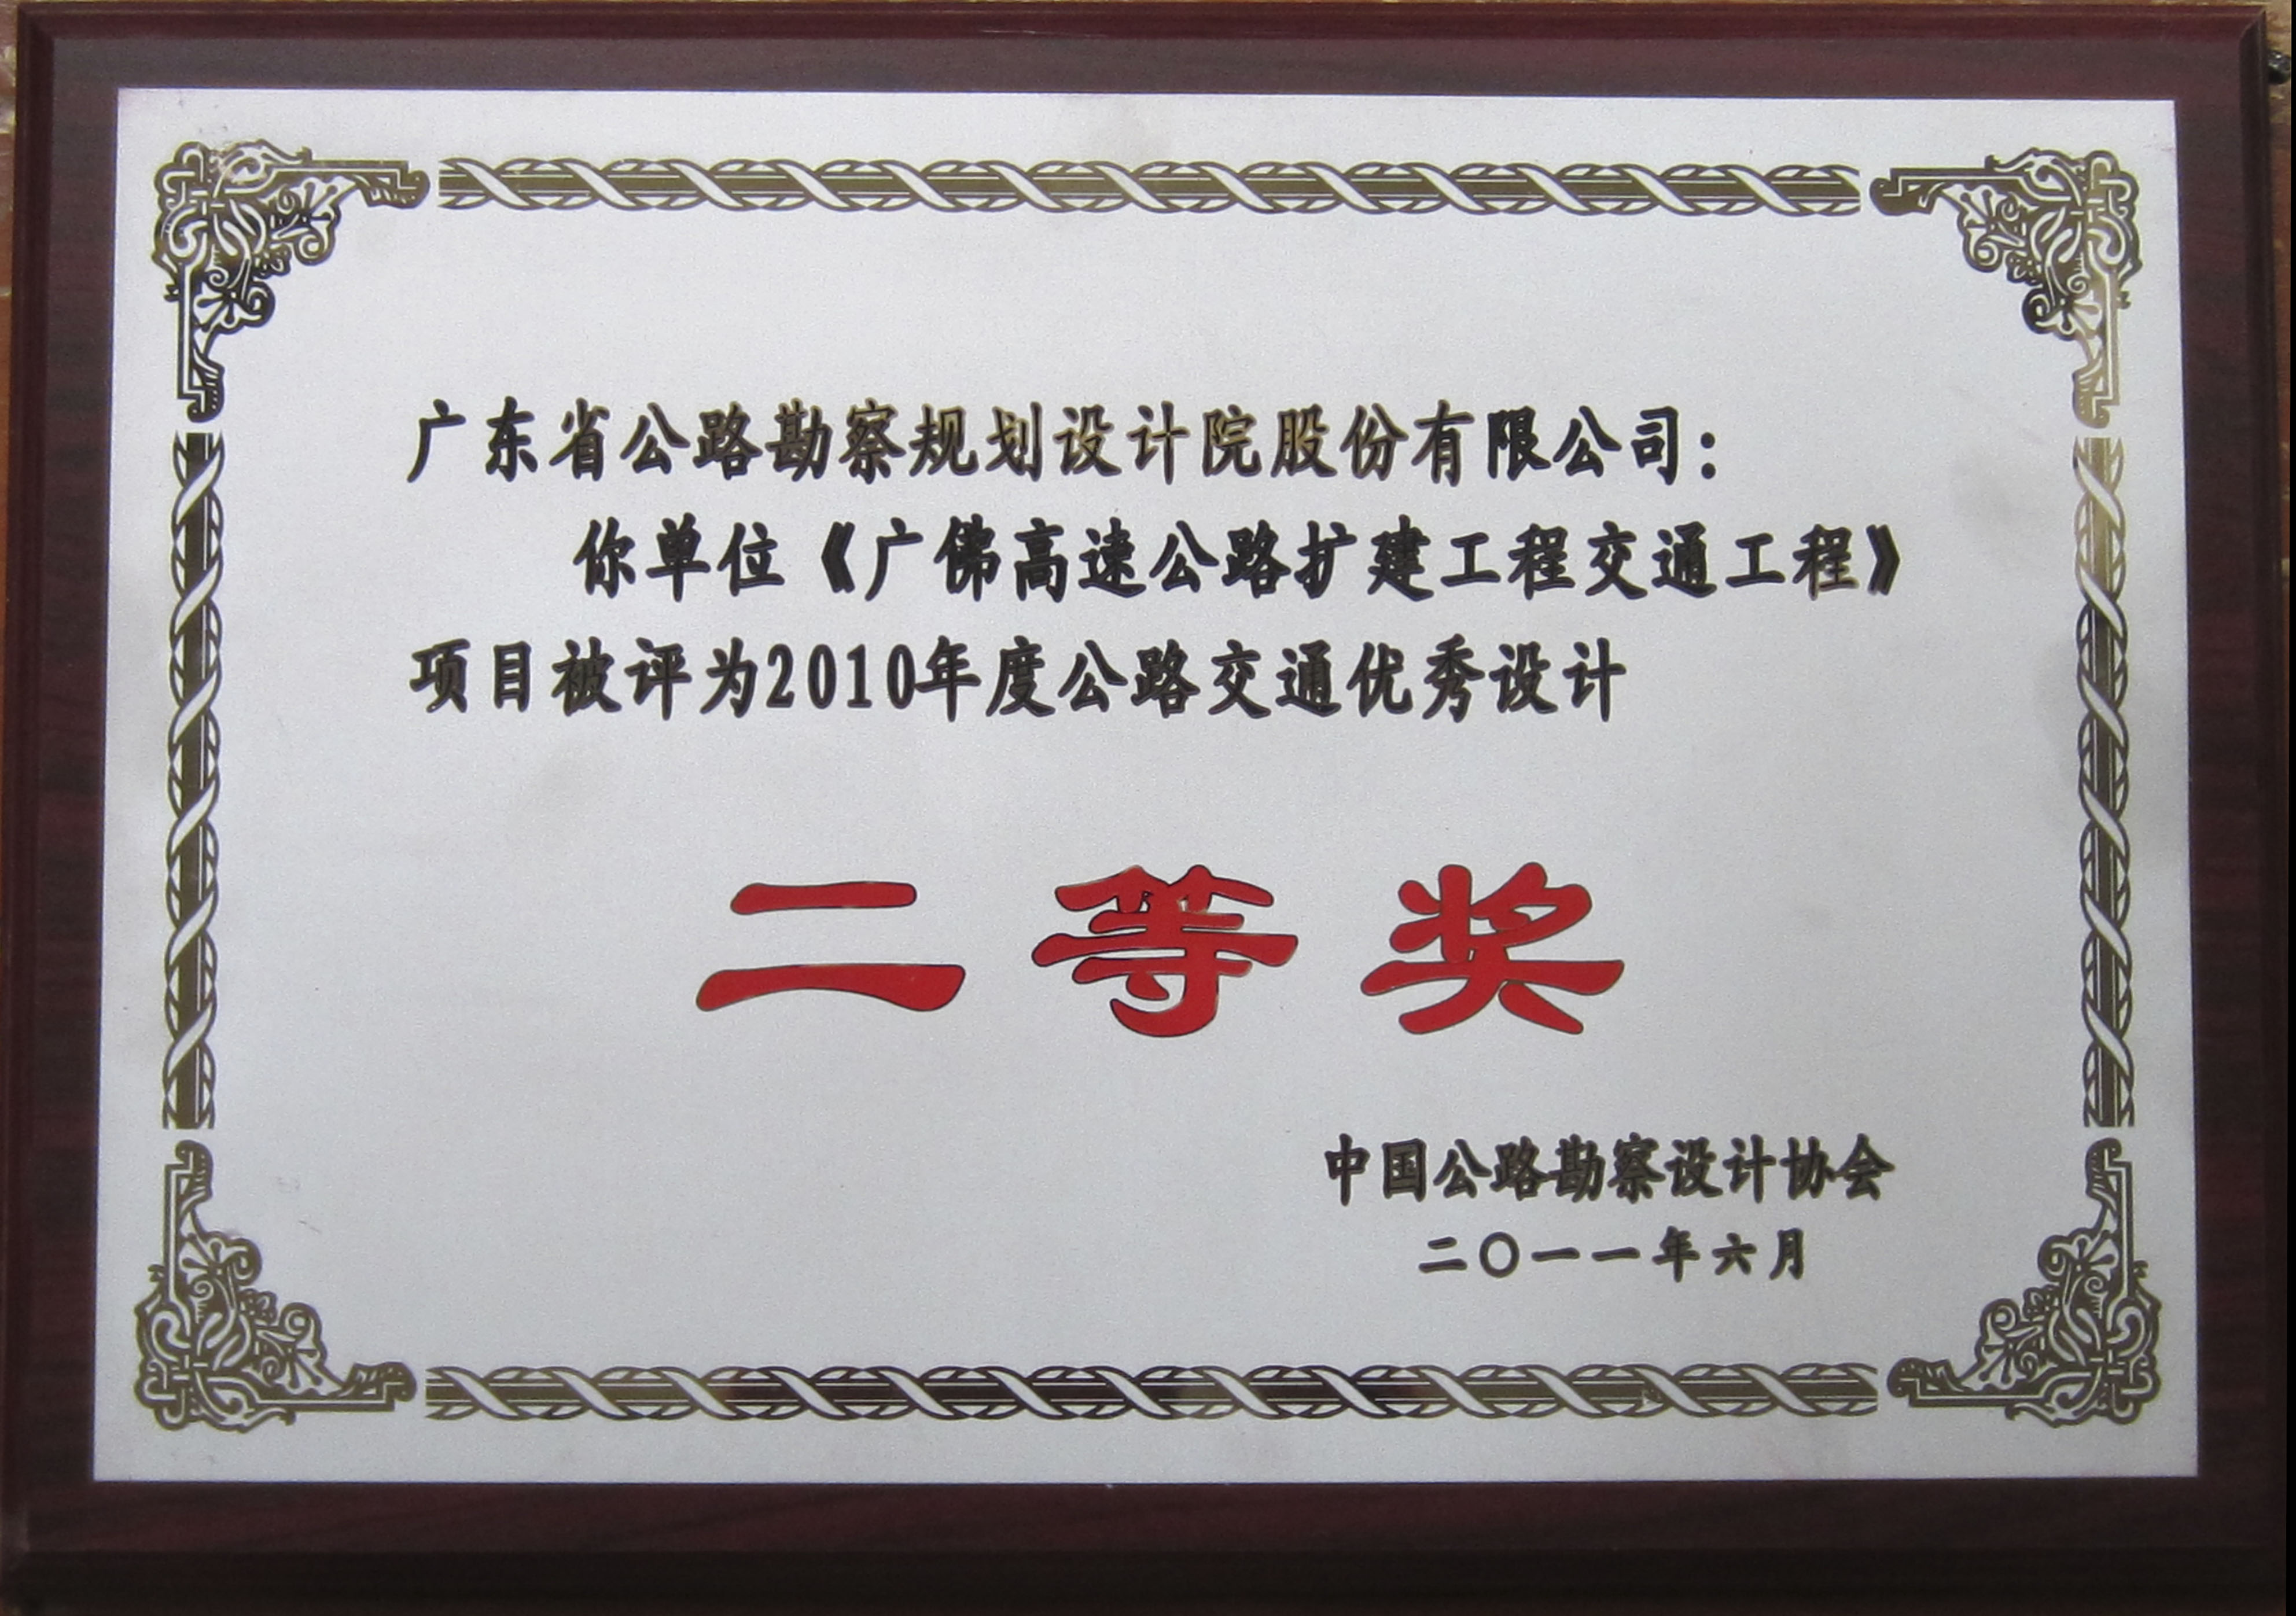 广东省公路勘察规划设计院股份有限公司：
你单位《广佛高速公路扩建工程交通工程》
项目被评为2010年度公路交通优秀设计
二等奖
中国公路勘察设计协会
二〇一一年六月